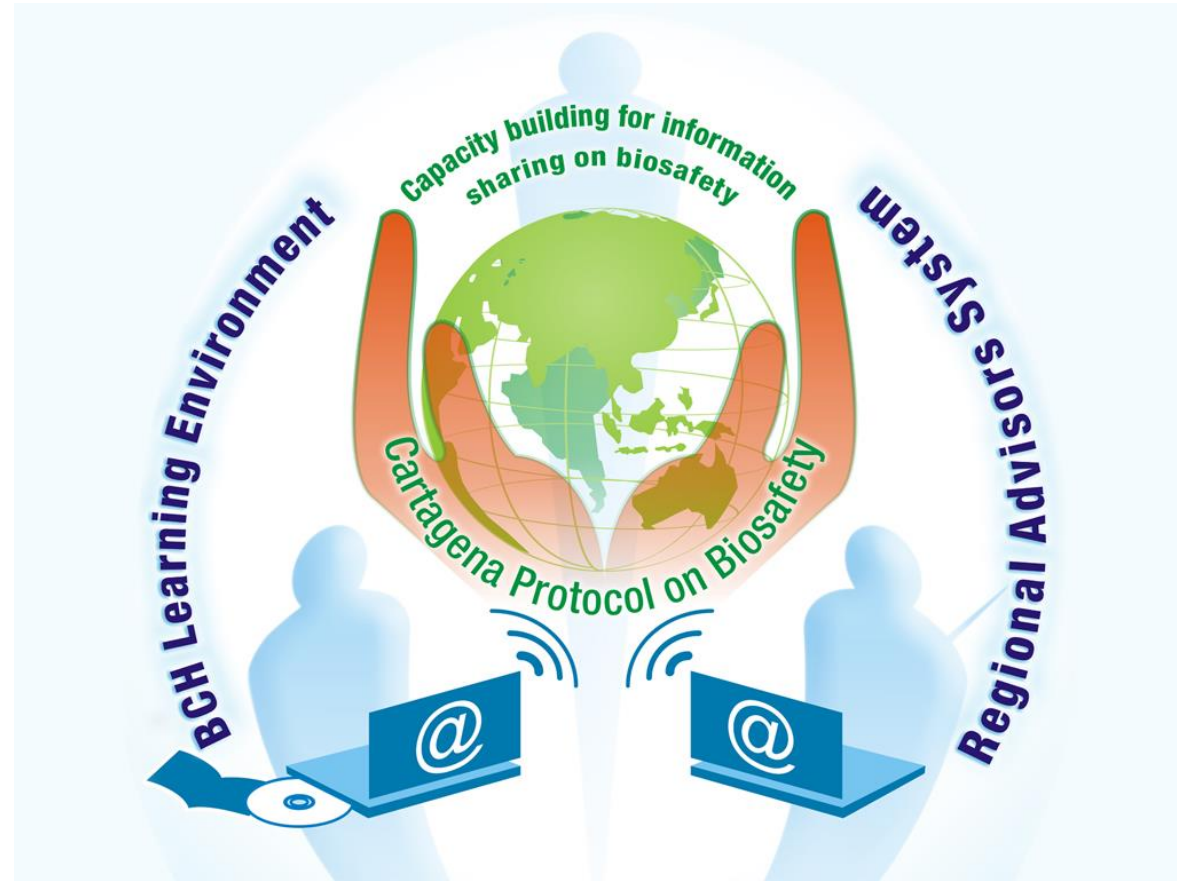 Capacity building for information
sharing on biosafety
BCH Learning Environment
Regional Advisors System
Cartagena Protocol on Biosafety
@
@